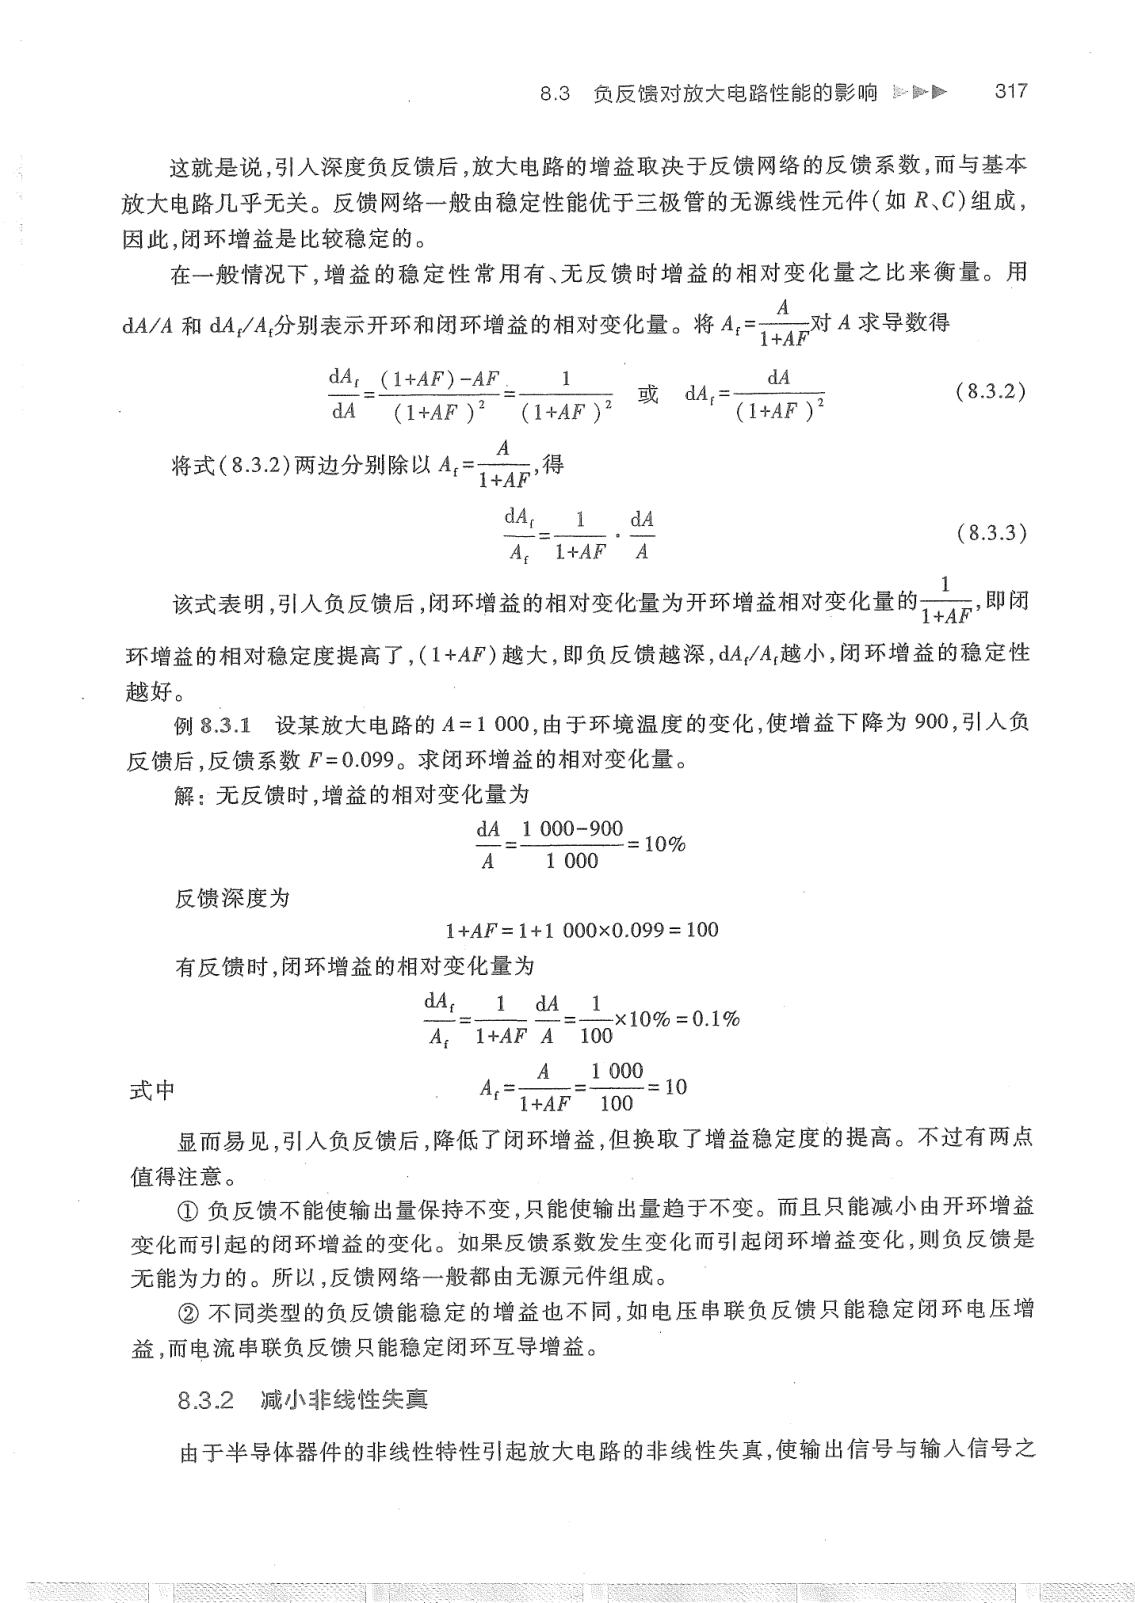 8.3 负反馈对放大电路性能的影响 ▶▶▶ 317
这就是说,引入深度负反馈后,放大电路的增益取决于反馈网络的反馈系数,而与基本
放大电路几乎无关。反馈网络一般由稳定性能优于三极管的无源线性元件(如 R、C)组成,
因此,闭环增益是比较稳定的。
在一般情况下,增益的稳定性常用有、无反馈时增益的相对变化量之比来衡量。用
dA/A 和 dA_f/A_f分别表示开环和闭环增益的相对变化量。将 A_f=A/(1+AF)对 A 求导数得
dA_f/dA=((1+AF)-AF)/(1+AF)^2=1/(1+AF)^2 或 dA_f=dA/(1+AF)^2 (8.3.2)
将式(8.3.2)两边分别除以 A_f=A/(1+AF),得
dA_f/A_f=1/(1+AF)·dA/A (8.3.3)
该式表明,引入负反馈后,闭环增益的相对变化量为开环增益相对变化量的1/(1+AF),即闭
环增益的相对稳定度提高了,(1+AF)越大,即负反馈越深,dA_f/A_f越小,闭环增益的稳定性
越好。
例 8.3.1 设某放大电路的 A=1 000,由于环境温度的变化,使增益下降为 900,引入负
反馈后,反馈系数 F=0.099。求闭环增益的相对变化量。
解:无反馈时,增益的相对变化量为
dA/A=(1 000-900)/1 000=10%
反馈深度为
1+AF=1+1 000×0.099=100
有反馈时,闭环增益的相对变化量为
dA_f/A_f=1/(1+AF) dA/A=1/100×10%=0.1%
式中 A_f=A/(1+AF)=1 000/100=10
显而易见,引入负反馈后,降低了闭环增益,但换取了增益稳定度的提高。不过有两点
值得注意。
① 负反馈不能使输出量保持不变,只能使输出量趋于不变。而且只能减小由开环增益
变化而引起的闭环增益的变化。如果反馈系数发生变化而引起闭环增益变化,则负反馈是
无能为力的。所以,反馈网络一般都由无源元件组成。
② 不同类型的负反馈能稳定的增益也不同,如电压串联负反馈只能稳定闭环电压增
益,而电流串联负反馈只能稳定闭环互导增益。
8.3.2 减小非线性失真
由于半导体器件的非线性特性引起放大电路的非线性失真,使输出信号与输入信号之